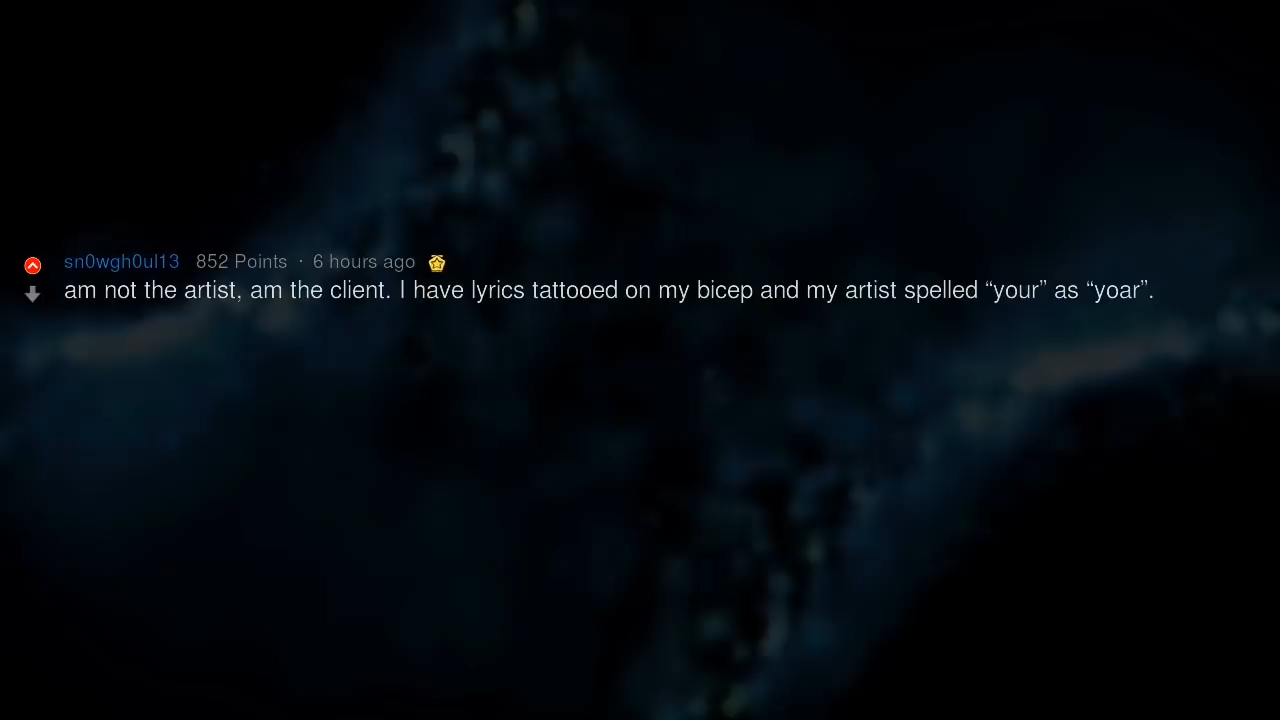 sn0wgh0ul13 852 Points · 6 hours ago
am not the artist, am the client. I have lyrics tattooed on my bicep and my artist spelled “your” as “yoar”.